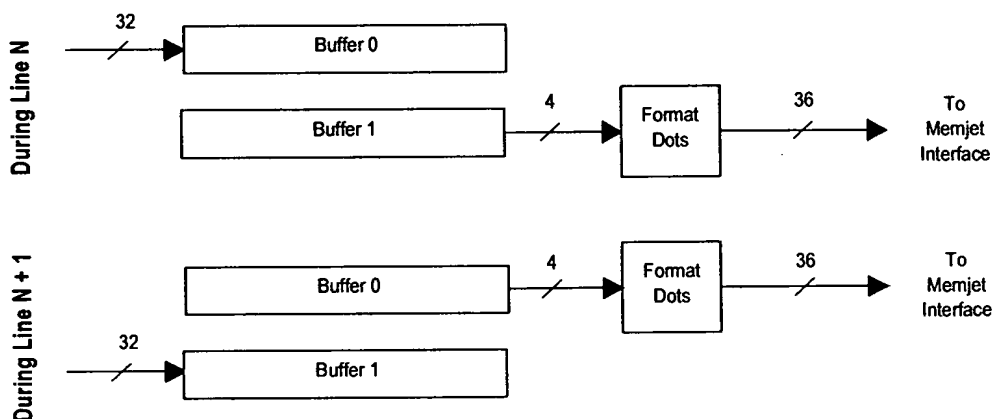 During Line N
32
Buffer 0
Buffer 1
4
Format
Dots
36
To
Memjet
Interface
During Line N + 1
Buffer 0
4
Format
Dots
36
To
Memjet
Interface
32
Buffer 1